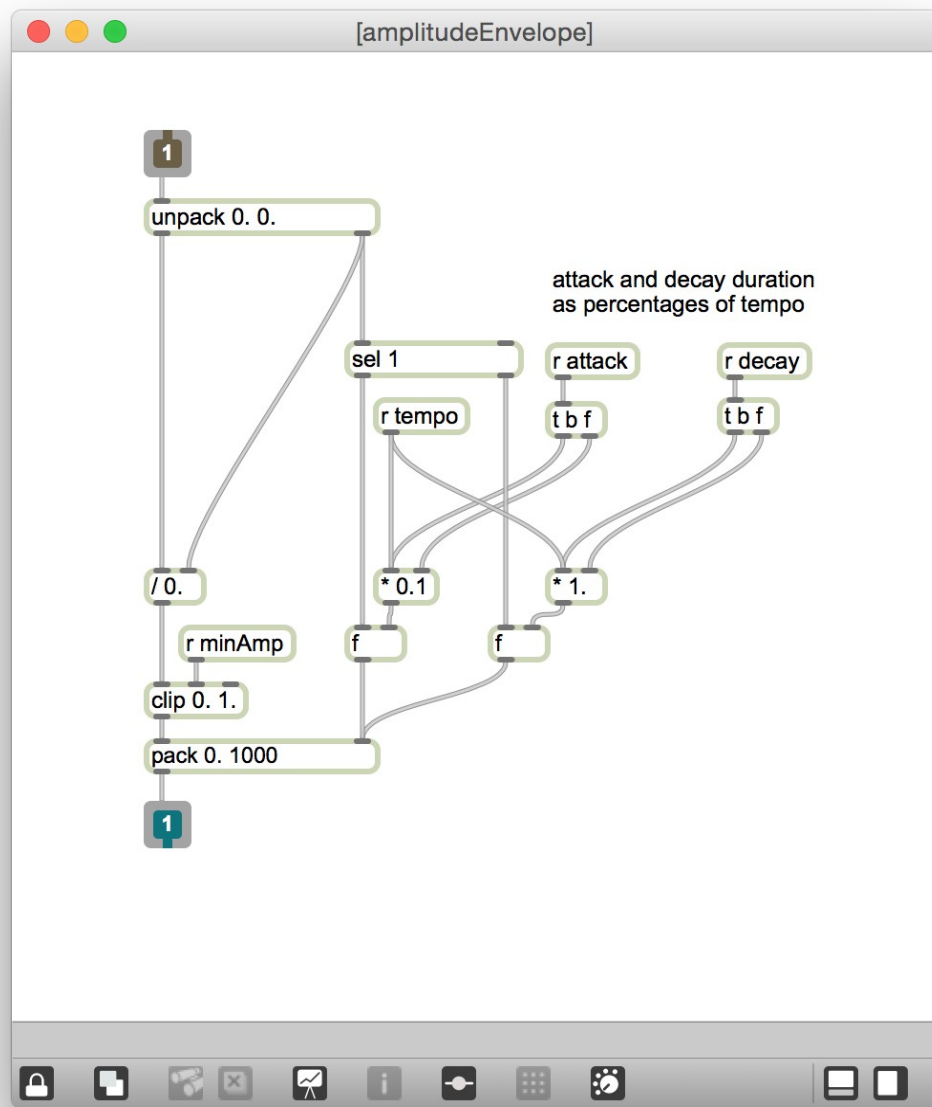 [amplitudeEnvelope]
1
unpack 0. 0.
attack and decay duration
as percentages of tempo
sel 1
r attack
r decay
r tempo
t b f
t b f
/ 0.
* 0.1
* 1.
r minAmp
f
f
clip 0. 1.
pack 0. 1000
1